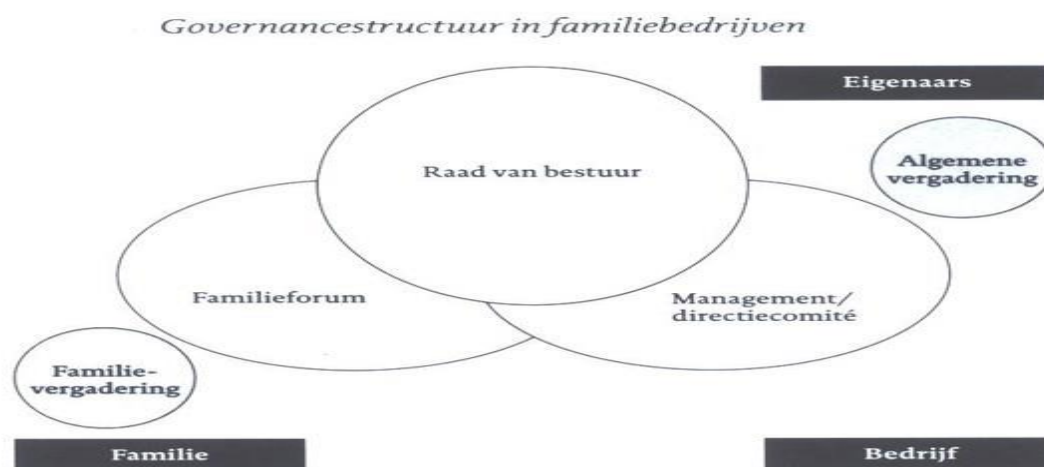 Governancestructuur in familiebedrijven
Eigenaars
Algemene
vergadering
Raad van bestuur
Familieforum
Management/
directiecomité
Familie-
vergadering
Familie
Bedrijf